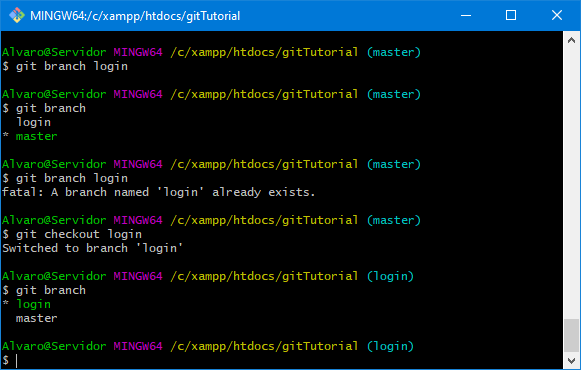 MINGW64:/c/xampp/htdocs/gitTutorial
Alvaro@Servidor MINGW64 /c/xampp/htdocs/gitTutorial (master)
$ git branch login
Alvaro@Servidor MINGW64 /c/xampp/htdocs/gitTutorial (master)
$ git branch
  login
* master
Alvaro@Servidor MINGW64 /c/xampp/htdocs/gitTutorial (master)
$ git branch login
fatal: A branch named 'login' already exists.
Alvaro@Servidor MINGW64 /c/xampp/htdocs/gitTutorial (master)
$ git checkout login
Switched to branch 'login'
Alvaro@Servidor MINGW64 /c/xampp/htdocs/gitTutorial (login)
$ git branch
* login
  master
Alvaro@Servidor MINGW64 /c/xampp/htdocs/gitTutorial (login)
$